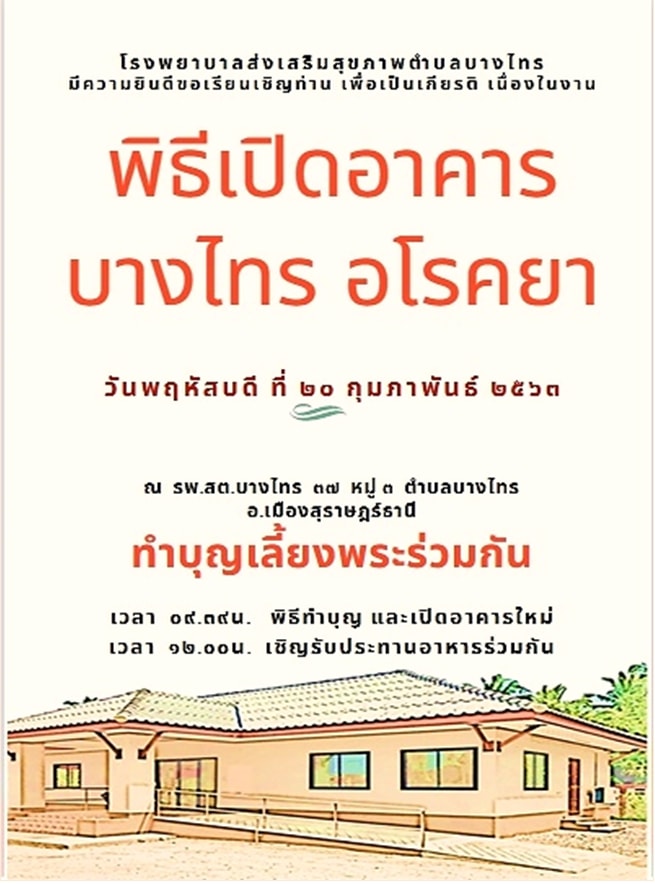 โรงพยาบาลส่งเสริมสุขภาพตำบลบางไทร
มีความยินดีขอเรียนเชิญท่าน เพื่อเป็นเกียรติ เนื่องในงาน
พิธีเปิดอาคาร
บางไทร อโรคยา
วันพฤหัสบดี ที่ ๒๐ กุมภาพันธ์ ๒๕๖๓
ณ รพ.สต.บางไทร ๓๗ หมู่ ๓ ตำบลบางไทร
อ.เมืองสุราษฎร์ธานี
ทำบุญเลี้ยงพระร่วมกัน
เวลา ๐๙.๓๙น. พิธีทำบุญ และเปิดอาคารใหม่
เวลา ๑๒.๐๐น. เชิญรับประทานอาหารร่วมกัน